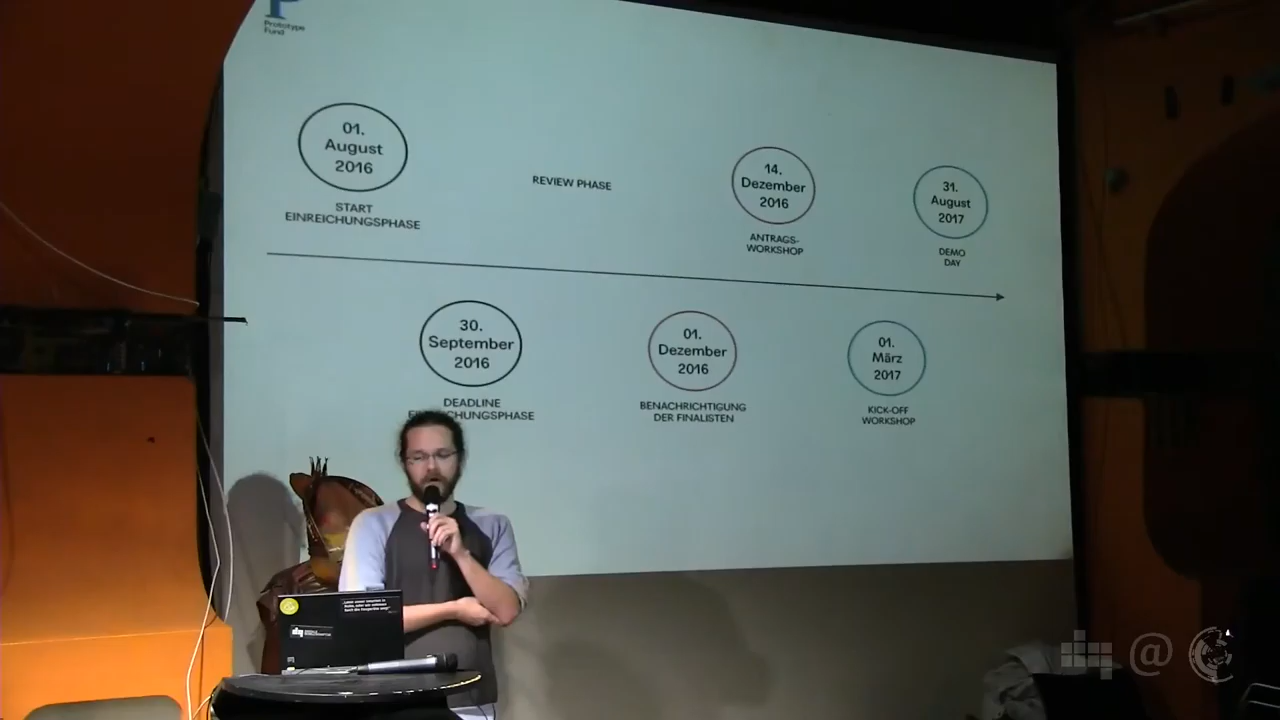 Prototype
Fund
01.
August
2016
START
EINREICHUNGSPHASE
REVIEW PHASE
14.
Dezember
2016
ANTRAGS-
WORKSHOP
31.
August
2017
DEMO
DAY
30.
September
2016
DEADLINE
01.
Dezember
2016
BENACHRICHTIGUNG
DER FINALISTEN
01.
März
2017
KICK-OFF
WORKSHOP
@